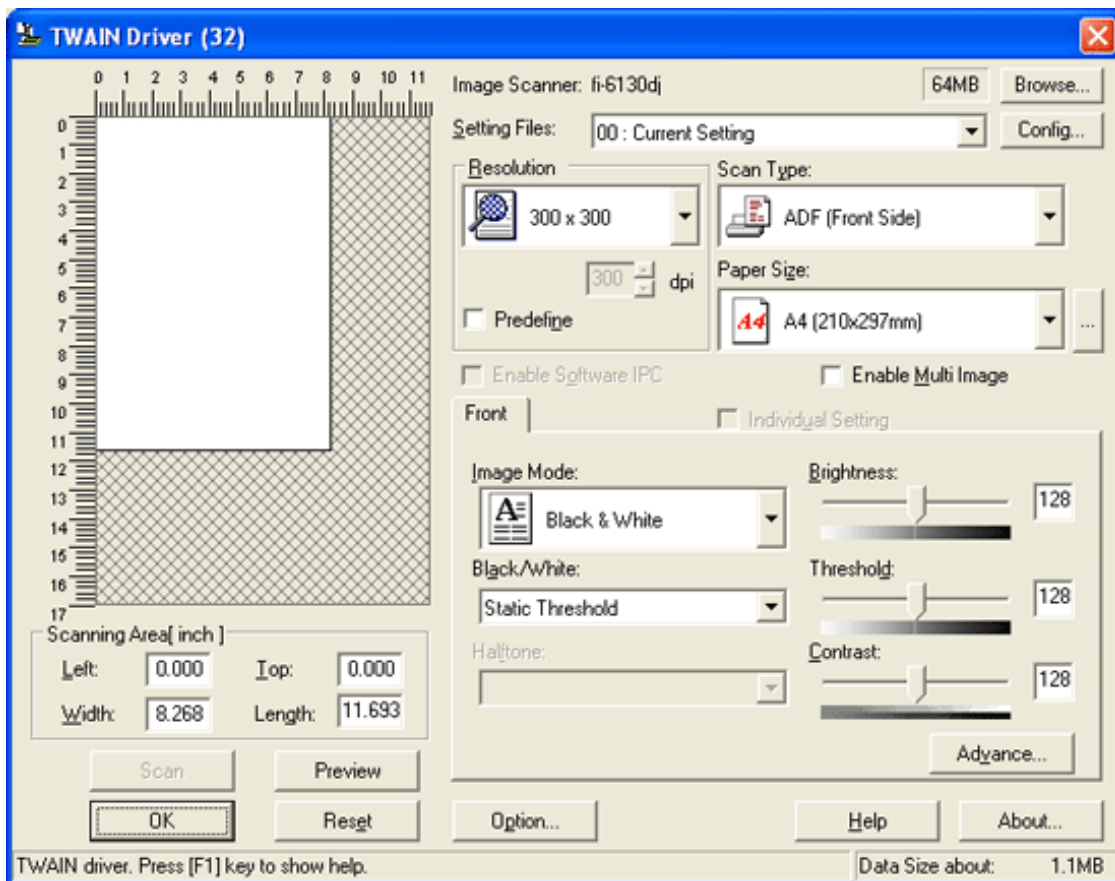 TWAIN Driver (32)
0 1 2 3 4 5 6 7 8 9 10 11
0
1
2
3
4
5
6
7
8
9
10
11
12
13
14
15
16
17
Image Scanner: fi-6130dj 64MB Browse...
Setting Files: 00 : Current Setting Config...
Resolution
300 x 300
300 dpi
Predefine
Scan Type:
ADF (Front Side)
Paper Size:
A4 A4 (210x297mm) ...
Enable Software IPC Enable Multi Image
Front Individual Setting
Image Mode:
A Black & White
Black/White:
Static Threshold
Halftone:
Brightness:
128
Threshold:
128
Contrast:
128
Advance...
Scanning Area[ inch ]
Left: 0.000 Top: 0.000
Width: 8.268 Length: 11.693
Scan Preview
OK Reset Option... Help About...
TWAIN driver. Press [F1] key to show help. Data Size about: 1.1MB